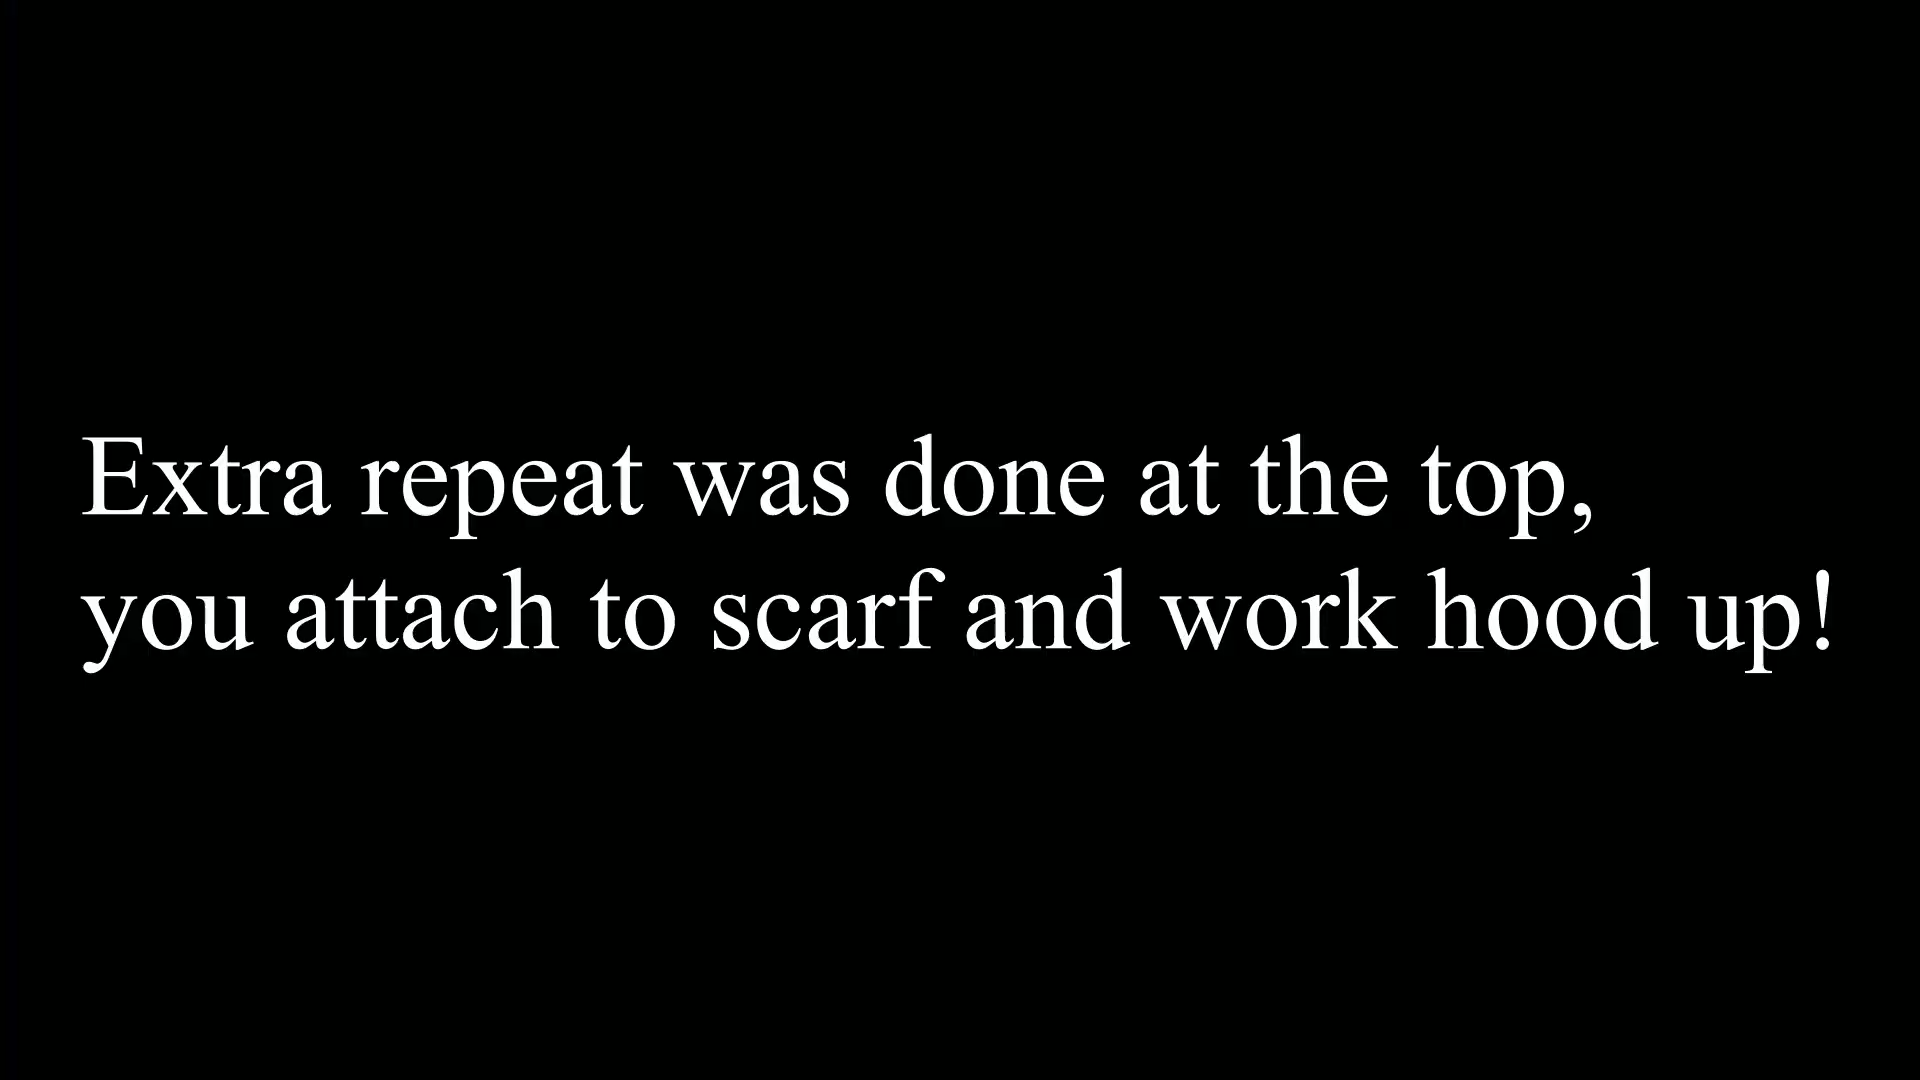 Extra repeat was done at the top,
you attach to scarf and work hood up!